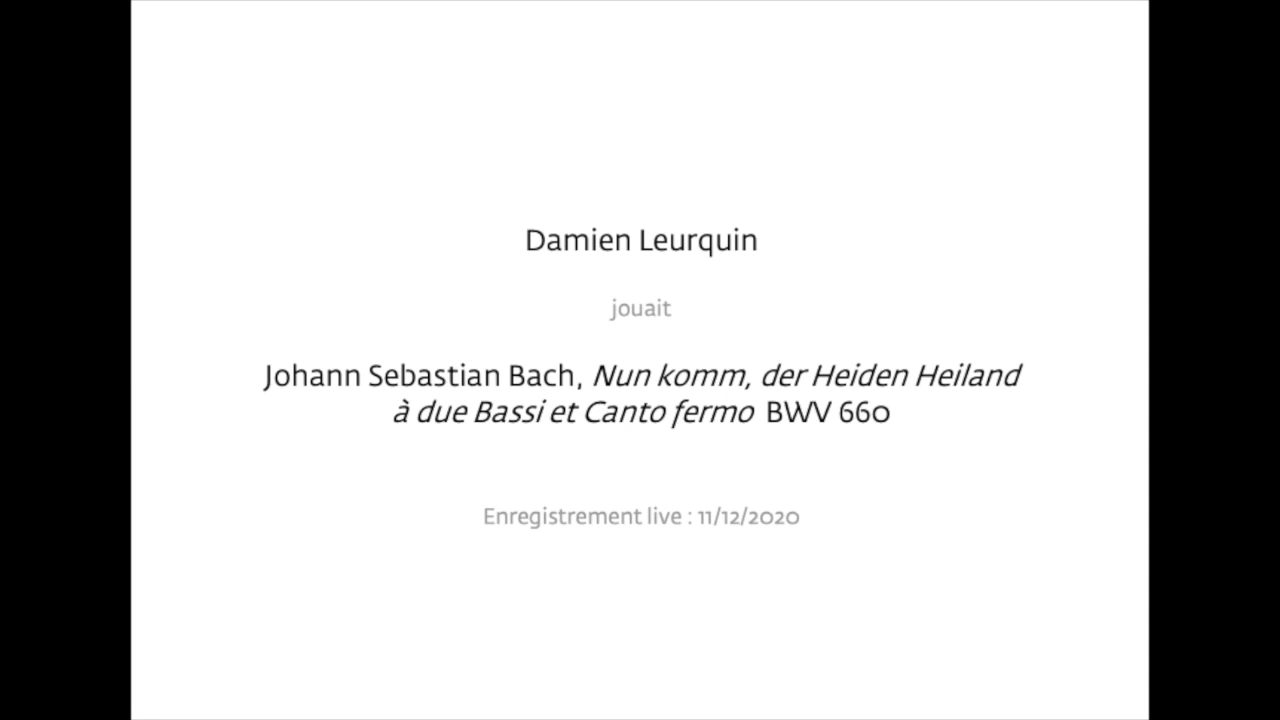 Damien Leurquin
jouait
Johann Sebastian Bach, Nun komm, der Heiden Heiland
à due Bassi et Canto fermo BWV 660
Enregistrement live : 11/12/2020